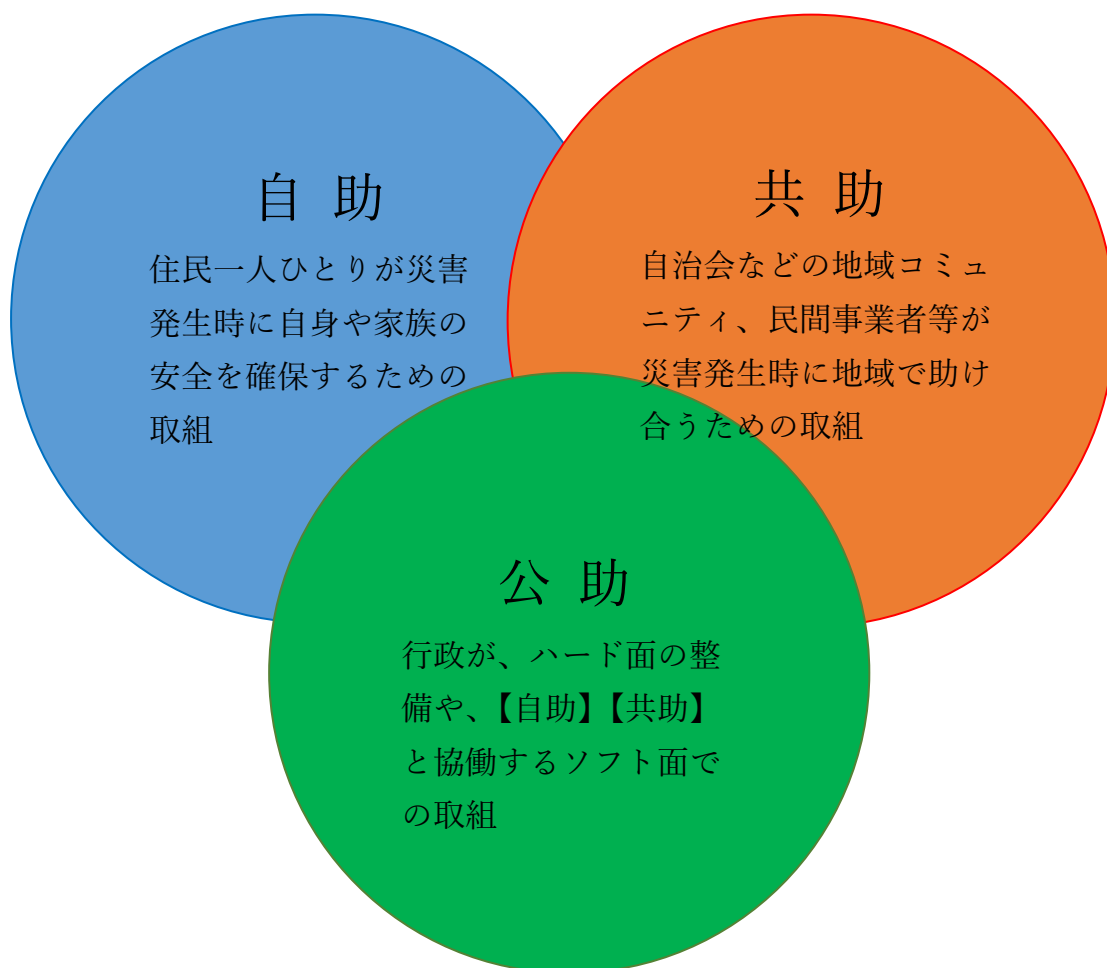 自助
住民一人ひとりが災害
発生時に自身や家族の
安全を確保するための
取組
共助
自治会などの地域コミュ
ニティ、民間事業者等が
災害発生時に地域で助け
合うための取組
公助
行政が、ハード面の整
備や、【自助】【共助】
と協働するソフト面で
の取組